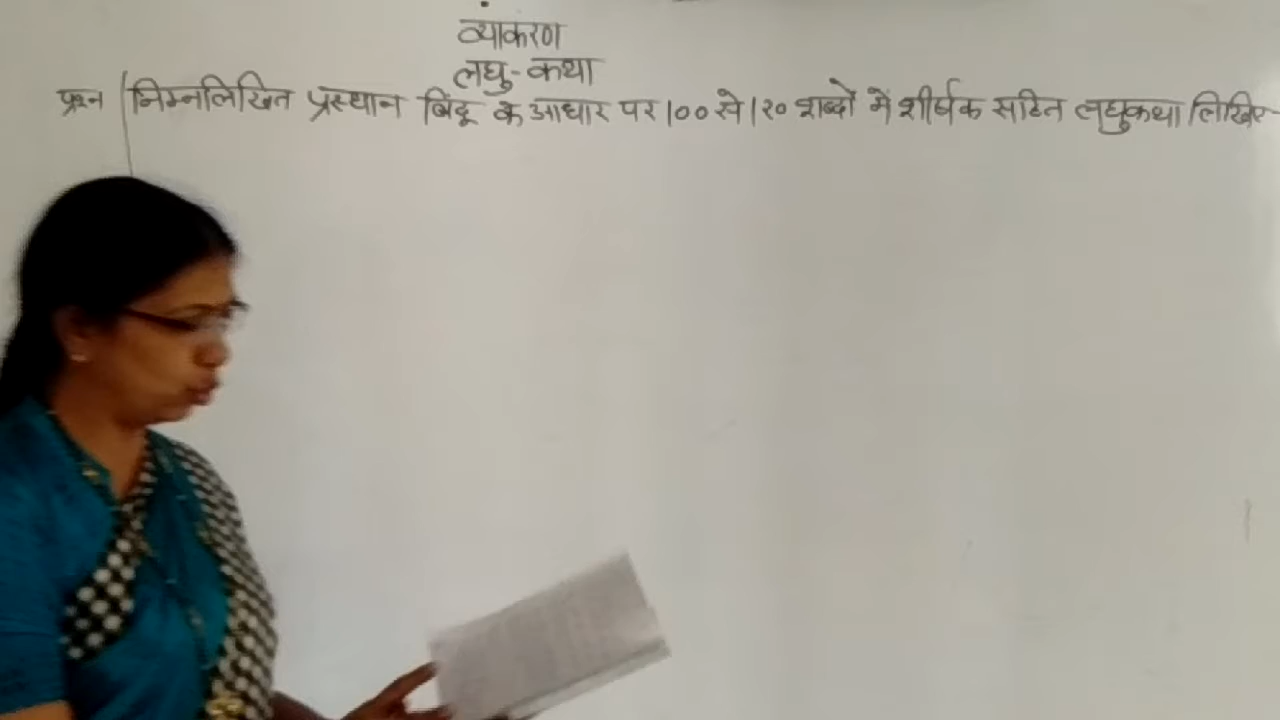 व्याकरण
लघु-कथा
प्रश्न निम्नलिखित प्रस्थान बिंदू के आधार पर १०० से १२० शब्दों में शीर्षक सहित लघुकथा लिखिए-